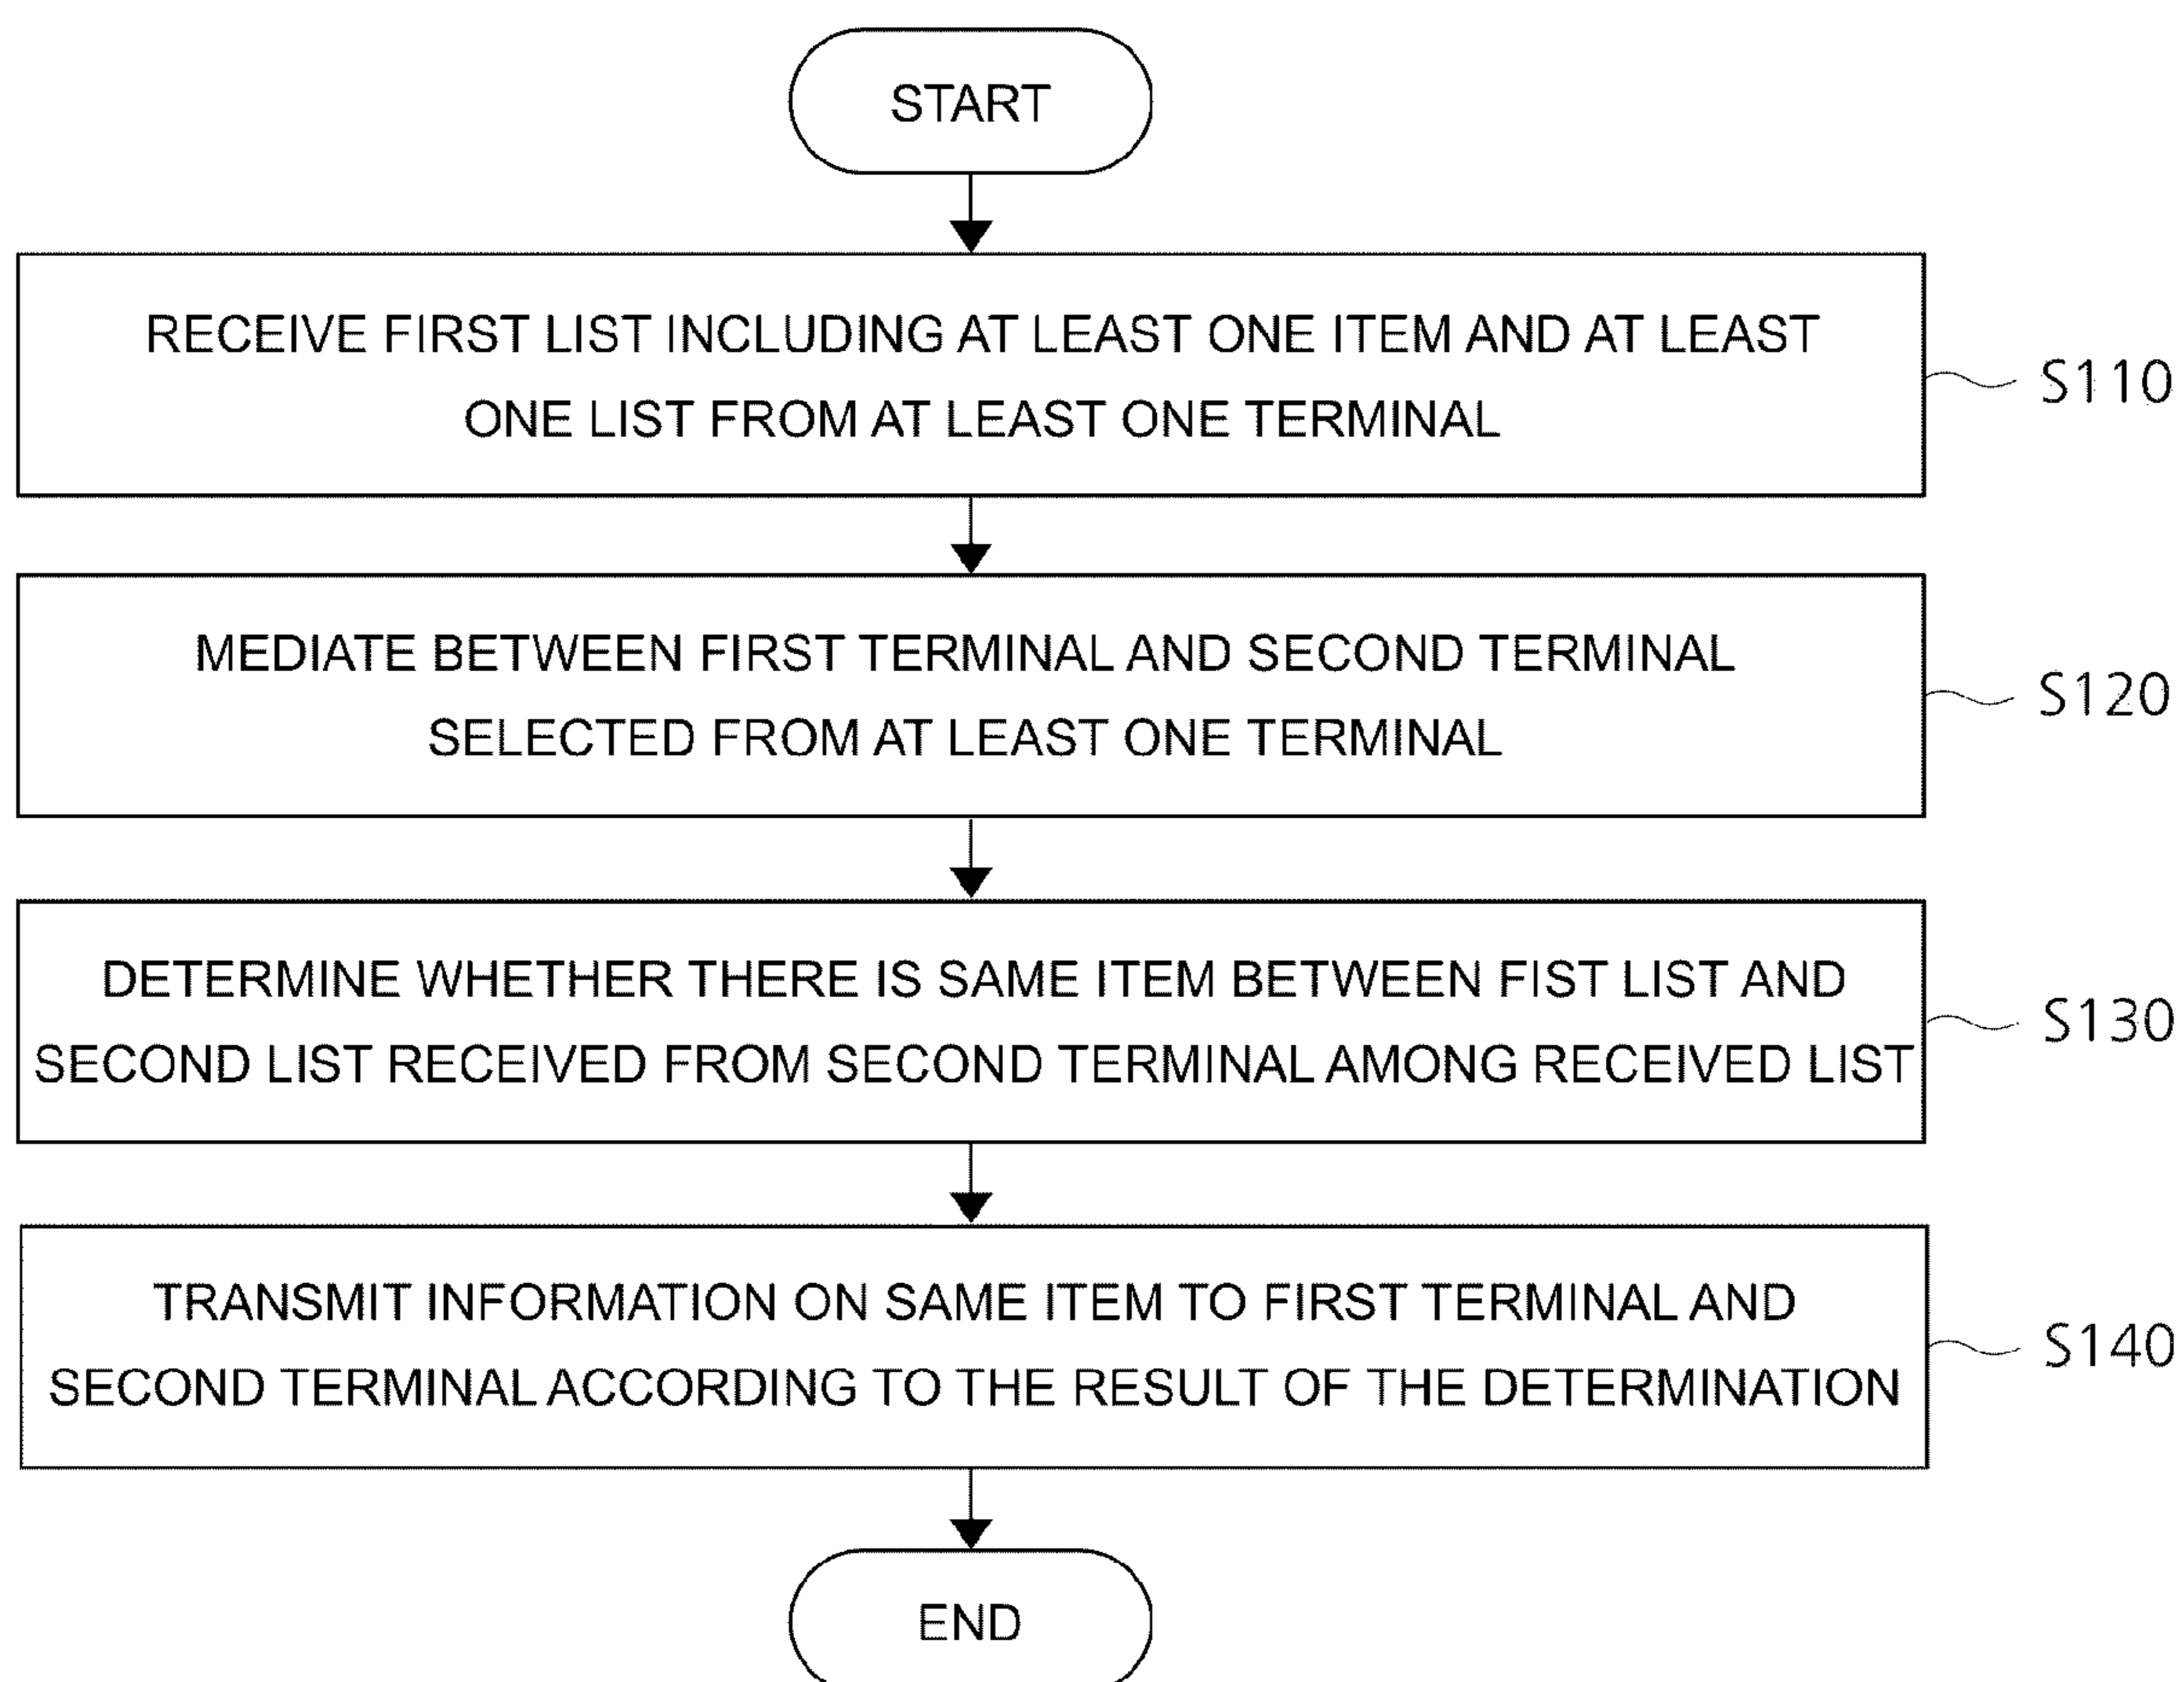 START
RECEIVE FIRST LIST INCLUDING AT LEAST ONE ITEM AND AT LEAST
ONE LIST FROM AT LEAST ONE TERMINAL
S110
MEDIATE BETWEEN FIRST TERMINAL AND SECOND TERMINAL
SELECTED FROM AT LEAST ONE TERMINAL
S120
DETERMINE WHETHER THERE IS SAME ITEM BETWEEN FIST LIST AND
SECOND LIST RECEIVED FROM SECOND TERMINAL AMONG RECEIVED LIST
S130
TRANSMIT INFORMATION ON SAME ITEM TO FIRST TERMINAL AND
SECOND TERMINAL ACCORDING TO THE RESULT OF THE DETERMINATION
S140
END